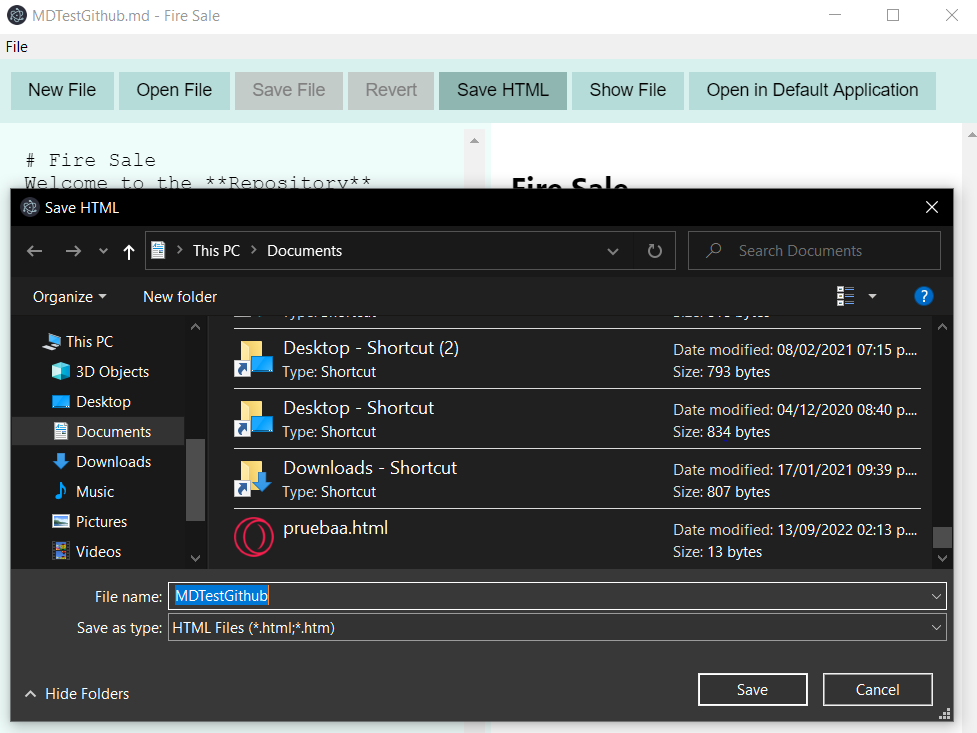 MDTestGithub.md - Fire Sale
File
New File Open File Save File Revert Save HTML Show File Open in Default Application
# Fire Sale
Welcome to the **Repository**
Fire Sale
Save HTML
This PC > Documents
Search Documents
Organize New folder
?
This PC
3D Objects
Desktop
Documents
Downloads
Music
Pictures
Videos
Type: Shortcut
Desktop - Shortcut (2)
Type: Shortcut
Date modified: 08/02/2021 07:15 p....
Size: 793 bytes
Desktop - Shortcut
Type: Shortcut
Date modified: 04/12/2020 08:40 p....
Size: 834 bytes
Downloads - Shortcut
Type: Shortcut
Date modified: 17/01/2021 09:39 p....
Size: 807 bytes
pruebaa.html
Date modified: 13/09/2022 02:13 p....
Size: 13 bytes
File name: MDTestGithub
Save as type: HTML Files (*.html;*.htm)
Hide Folders
Save Cancel